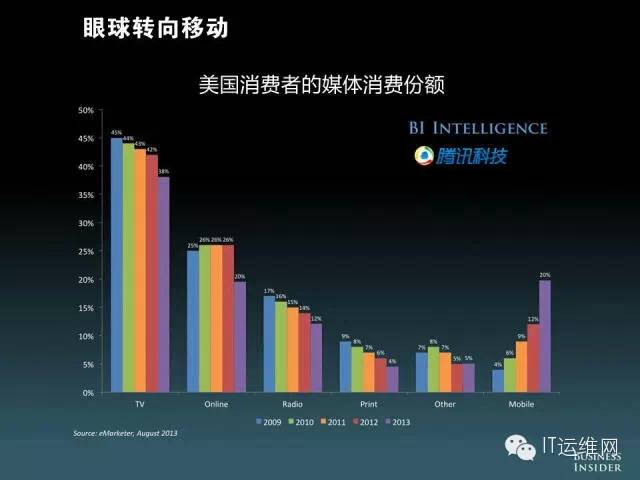 眼球转向移动
美国消费者的媒体消费份额
BI INTELLIGENCE
腾讯科技
50%
45%
40%
35%
30%
25%
20%
15%
10%
5%
0%
45% 44% 43% 42% 38%
25% 26% 26% 26% 20%
17% 16% 15% 14% 12%
9% 8% 7% 6% 4%
7% 8% 7% 5% 5%
4% 6% 9% 12% 20%
TV Online Radio Print Other Mobile
2009 2010 2011 2012 2013
Source: eMarketer, August 2013
IT运维网
BUSINESS
INSIDER